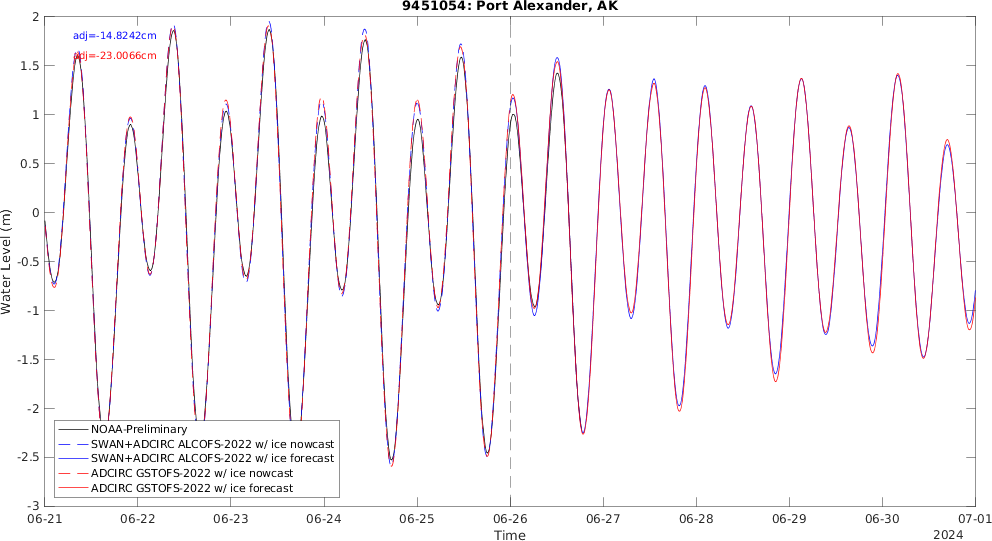 9451054: Port Alexander, AK
adj=-14.8242cm
adj=-23.0066cm
Water Level (m)
2
1.5
1
0.5
0
-0.5
-1
-1.5
-2
-2.5
-3
NOAA-Preliminary
SWAN+ADCIRC ALCOFS-2022 w/ ice nowcast
SWAN+ADCIRC ALCOFS-2022 w/ ice forecast
ADCIRC GSTOFS-2022 w/ ice nowcast
ADCIRC GSTOFS-2022 w/ ice forecast
06-21 06-22 06-23 06-24 06-25 06-26 06-27 06-28 06-29 06-30 07-01
Time
2024